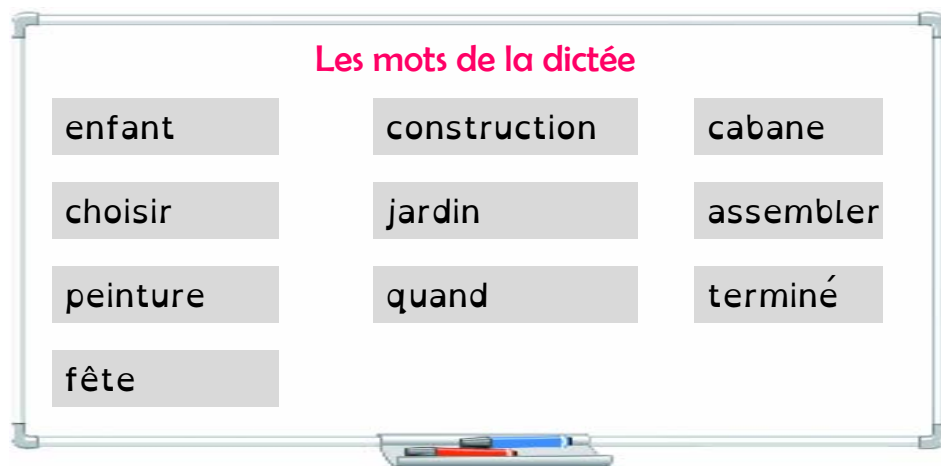 Les mots de la dictée
enfant construction cabane
choisir jardin assembler
peinture quand terminé
fête